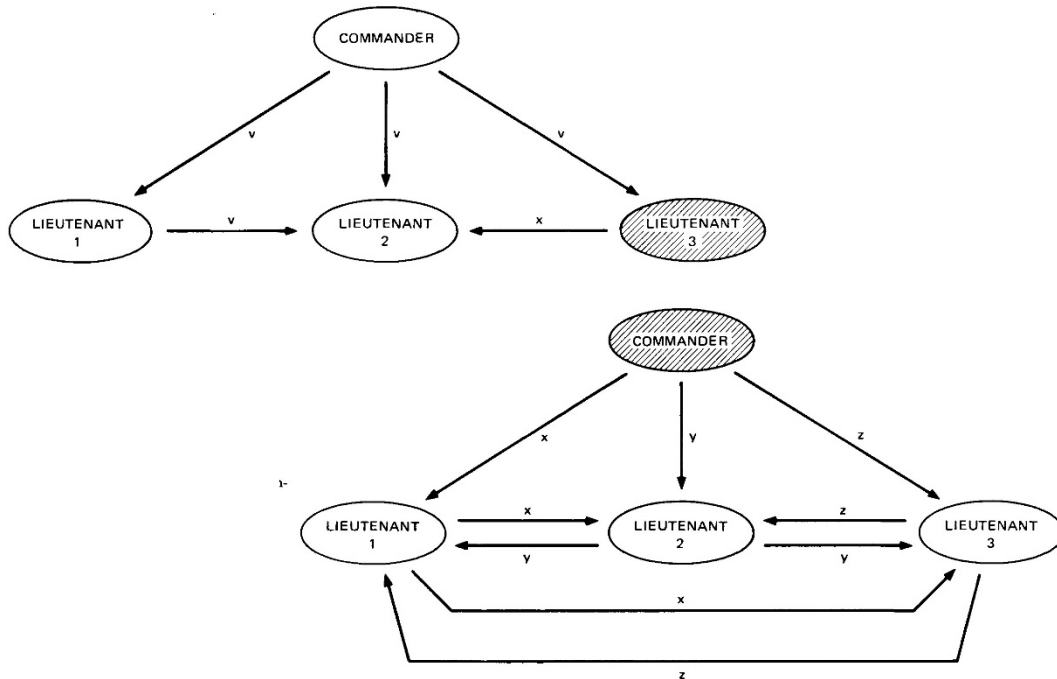 COMMANDER
v
v
v
LIEUTENANT
1
v
LIEUTENANT
2
x
LIEUTENANT
3
COMMANDER
x
y
z
ı-
LIEUTENANT
1
x
y
LIEUTENANT
2
z
y
LIEUTENANT
3
x
z